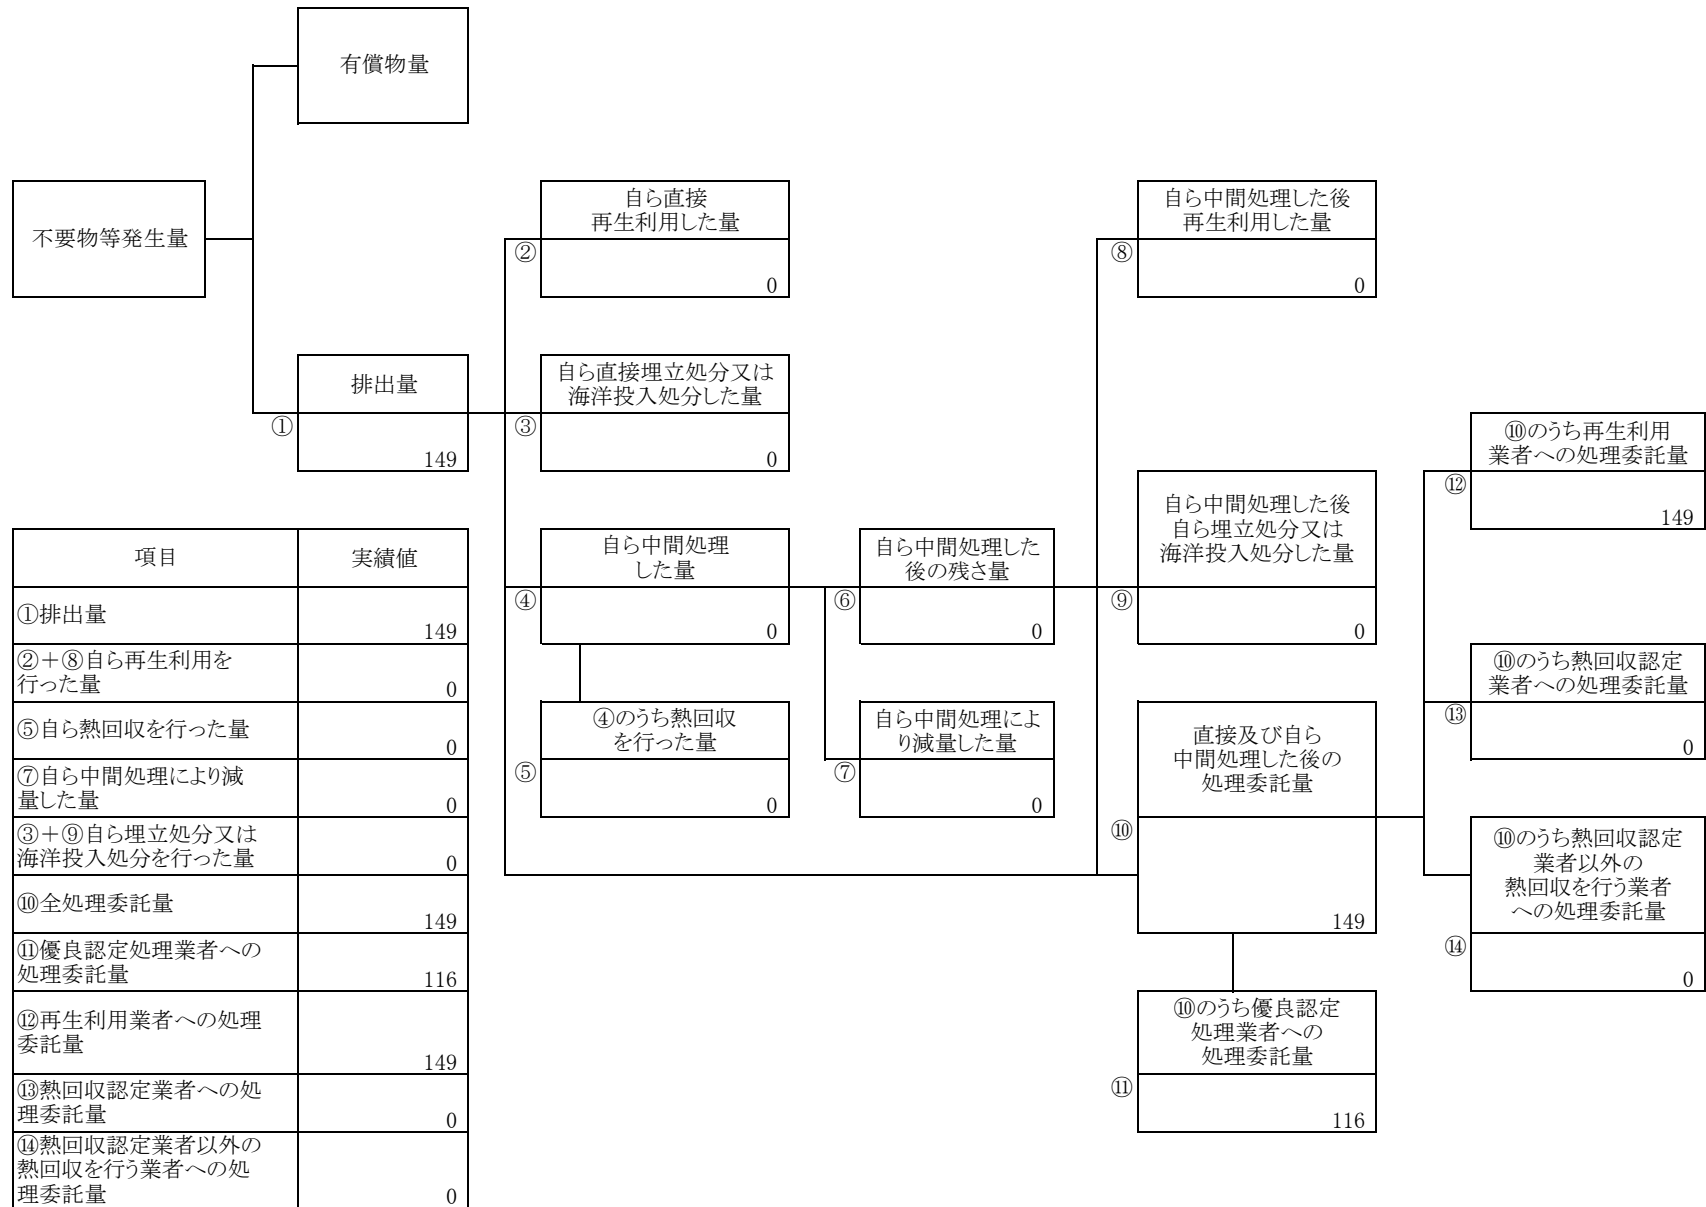 有償物量
不要物等発生量
自ら直接
再生利用した量
②
0
自ら中間処理した後
再生利用した量
⑧
0
排出量
①
149
自ら直接埋立処分又は
海洋投入処分した量
③
0
⑩のうち再生利用
業者への処理委託量
⑫
149
自ら中間処理
した量
④
0
自ら中間処理した
後の残さ量
⑥
0
自ら中間処理した後
自ら埋立処分又は
海洋投入処分した量
⑨
0
⑩のうち熱回収認定
業者への処理委託量
⑬
0
④のうち熱回収
を行った量
⑤
0
自ら中間処理によ
り減量した量
⑦
0
直接及び自ら
中間処理した後の
処理委託量
⑩
149
⑩のうち熱回収認定
業者以外の
熱回収を行う業者
への処理委託量
⑭
0
⑩のうち優良認定
処理業者への
処理委託量
⑪
116
項目 実績値
①排出量
149
②＋⑧自ら再生利用を
行った量
0
⑤自ら熱回収を行った量
0
⑦自ら中間処理により減
量した量
0
③＋⑨自ら埋立処分又は
海洋投入処分を行った量
0
⑩全処理委託量
149
⑪優良認定処理業者への
処理委託量
116
⑫再生利用業者への処理
委託量
149
⑬熱回収認定業者への処
理委託量
0
⑭熱回収認定業者以外の
熱回収を行う業者への処
理委託量
0